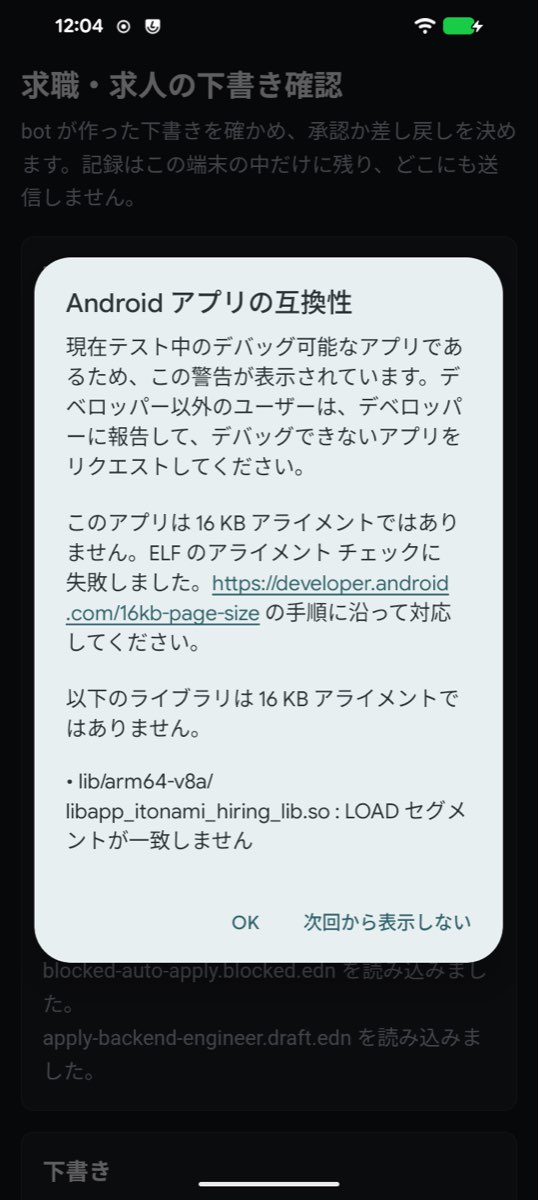 12:04
求職・求人の下書き確認
bot が作った下書きを確かめ、承認か差し戻しを決め
ます。記録はこの端末の中だけに残り、どこにも送
信しません。
Android アプリの互換性
現在テスト中のデバッグ可能なアプリであ
るため、この警告が表示されています。デ
ベロッパー以外のユーザーは、デベロッパ
ーに報告して、デバッグできないアプリを
リクエストしてください。
このアプリは 16 KB アライメントではあり
ません。ELF のアライメント チェックに
失敗しました。https://developer.android
.com/16kb-page-size の手順に沿って対応
してください。
以下のライブラリは 16 KB アライメントで
はありません。
• lib/arm64-v8a/
libapp_itonami_hiring_lib.so : LOAD セグメ
ントが一致しません
OK 次回から表示しない
blocked-auto-apply.blocked.edn を読み込みまし
た。
apply-backend-engineer.draft.edn を読み込みま
した。
下書き